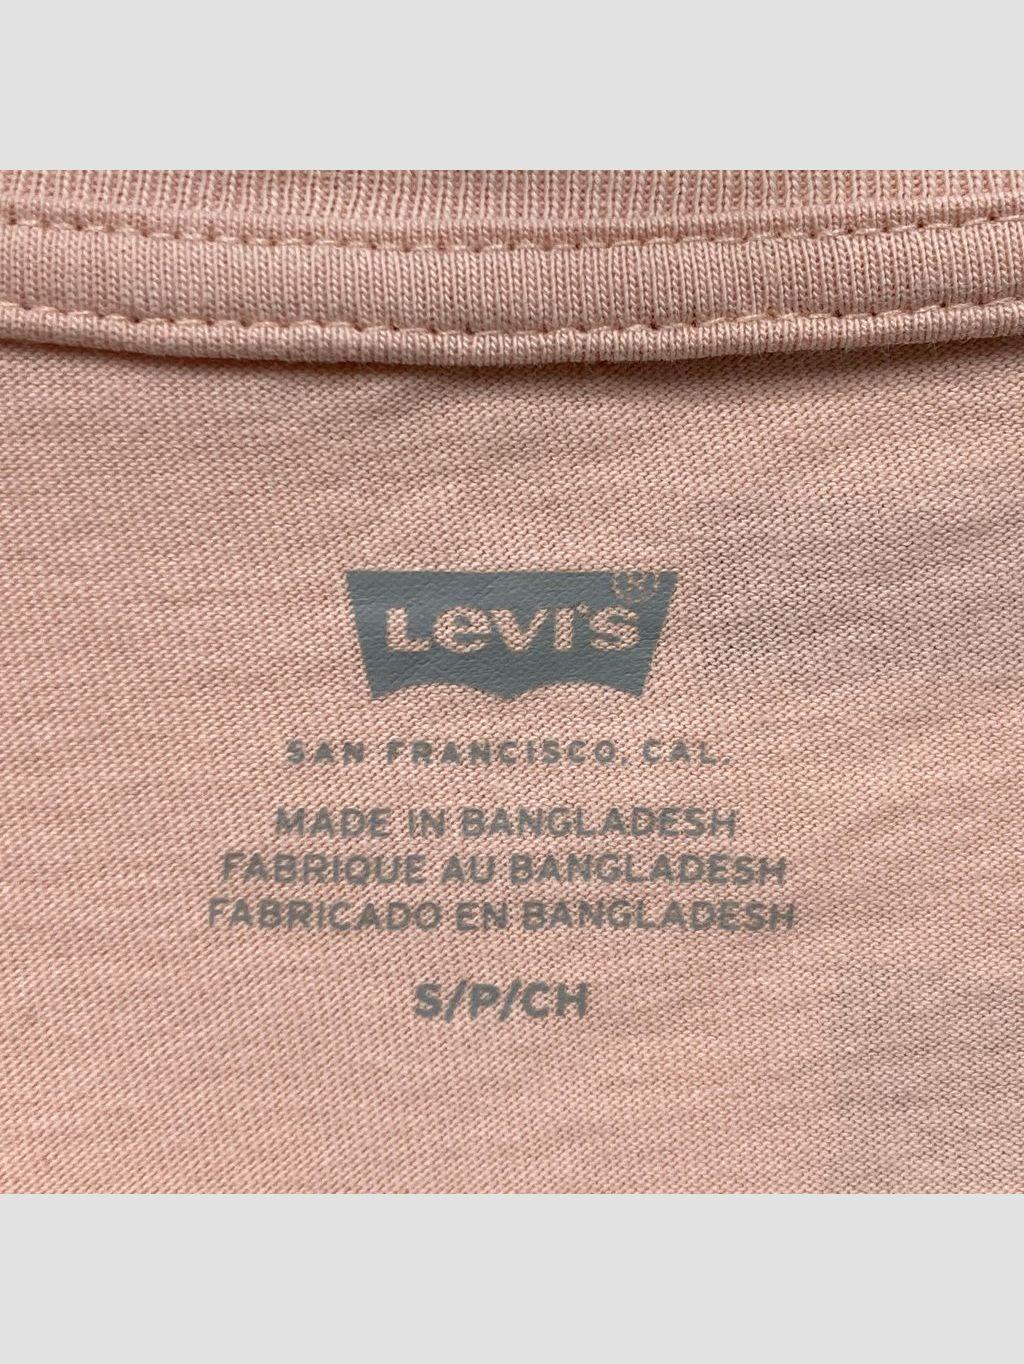 Levi's®
SAN FRANCISCO, CAL.
MADE IN BANGLADESH
FABRIQUE AU BANGLADESH
FABRICADO EN BANGLADESH
S/P/CH